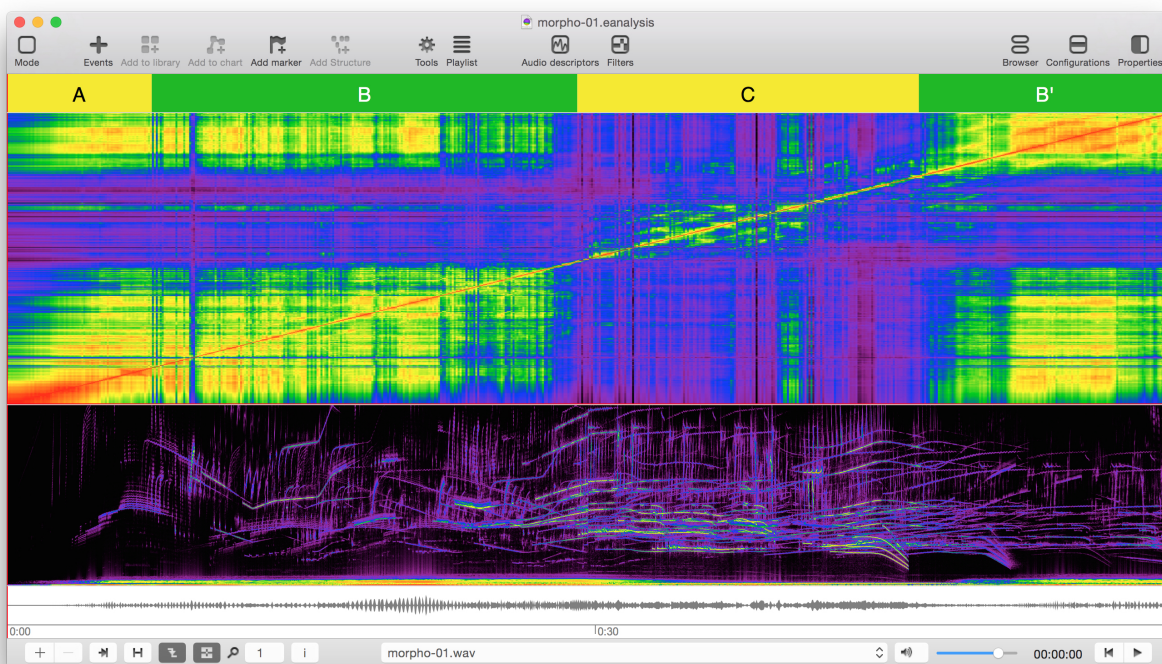 morpho-01.eanalysis
Mode Events Add to library Add to chart Add marker Add Structure Tools Playlist Audio descriptors Filters Browser Configurations Properties
A B C B'
0:00 0:30
1 i morpho-01.wav 00:00:00